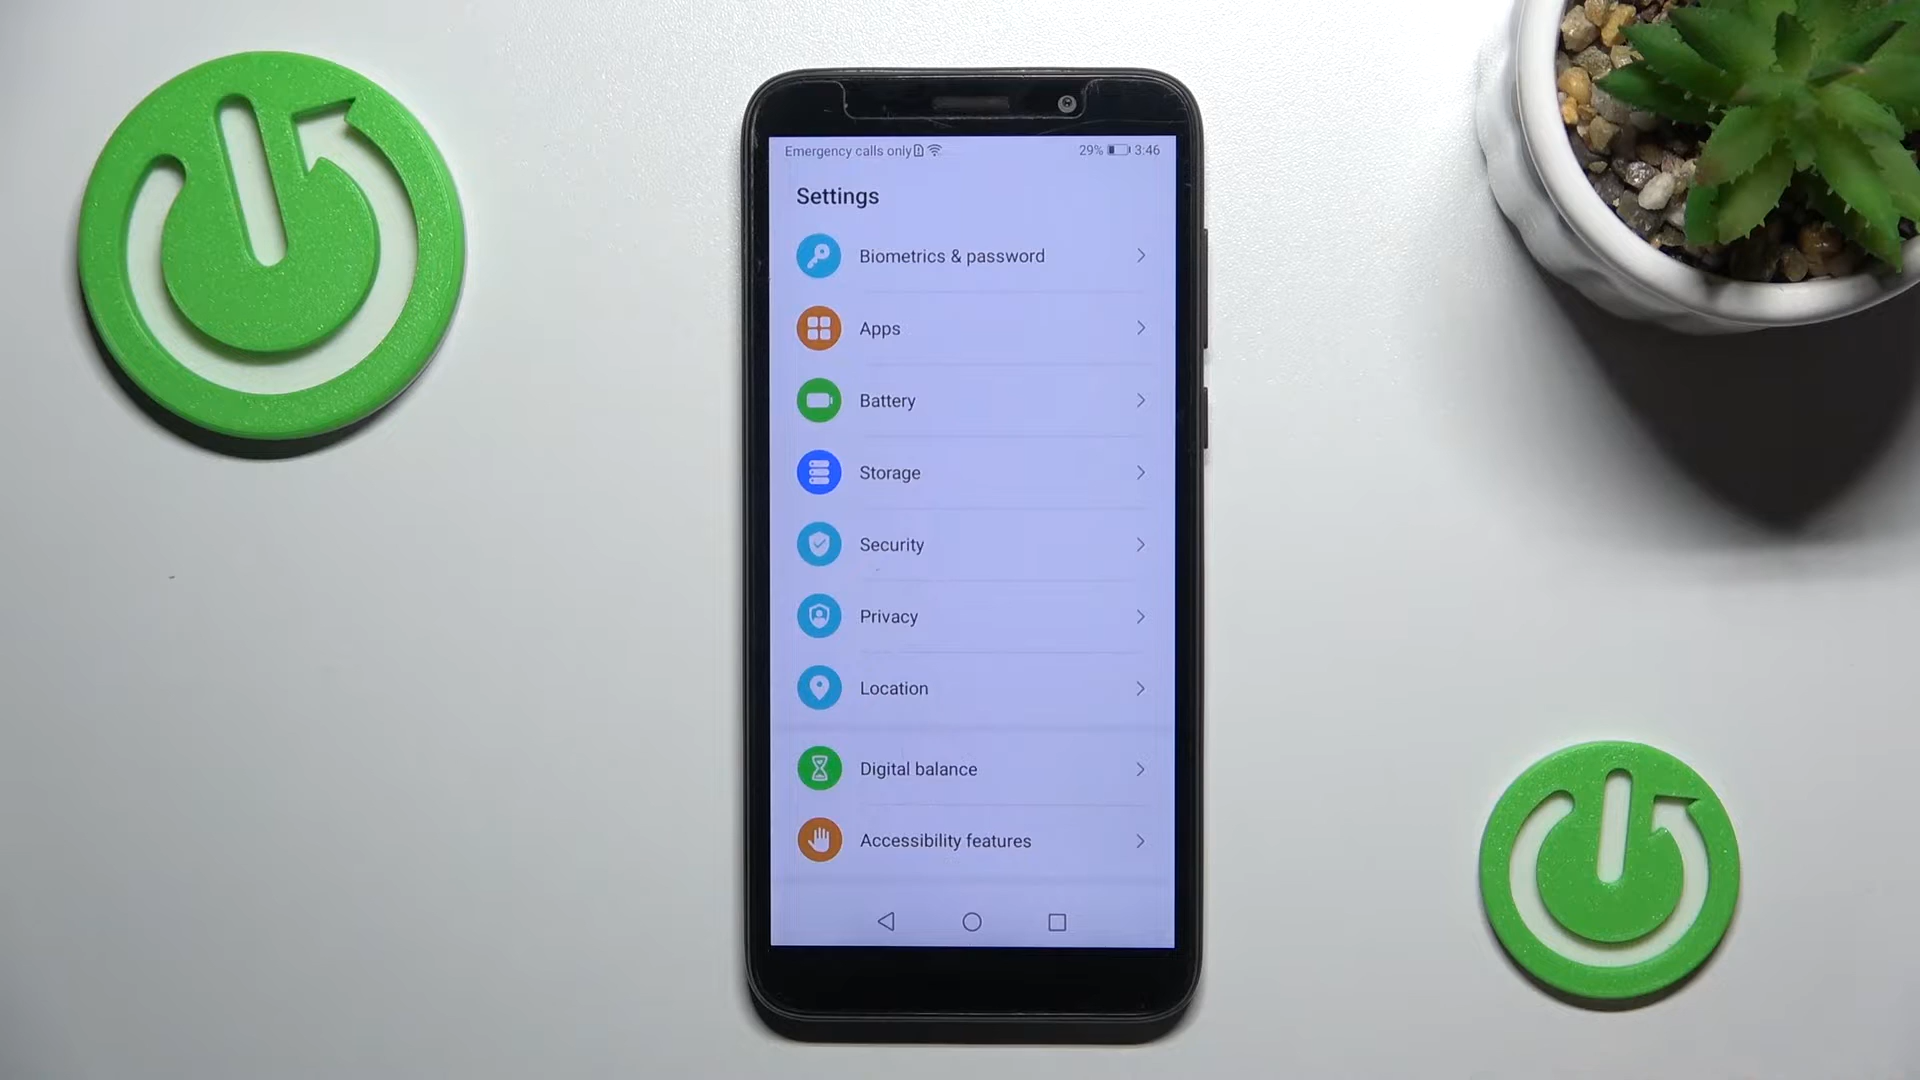 Emergency calls only 29% 3:46
Settings
Biometrics & password
Apps
Battery
Storage
Security
Privacy
Location
Digital balance
Accessibility features